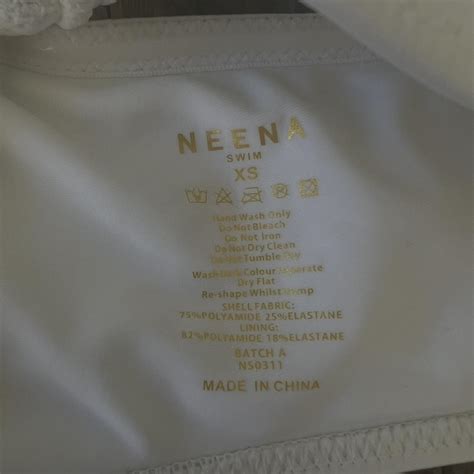 NEENA
SWIM
XS
Hand Wash Only
Do Not Bleach
Do Not Iron
Do Not Dry Clean
Do Not Tumble Dry
Wash Dark Colour Separate
Dry Flat
Re-shape Whilst Damp
SHELL FABRIC:
75%POLYAMIDE 25%ELASTANE
LINING:
82%POLYAMIDE 18%ELASTANE
BATCH A
NS0311
MADE IN CHINA